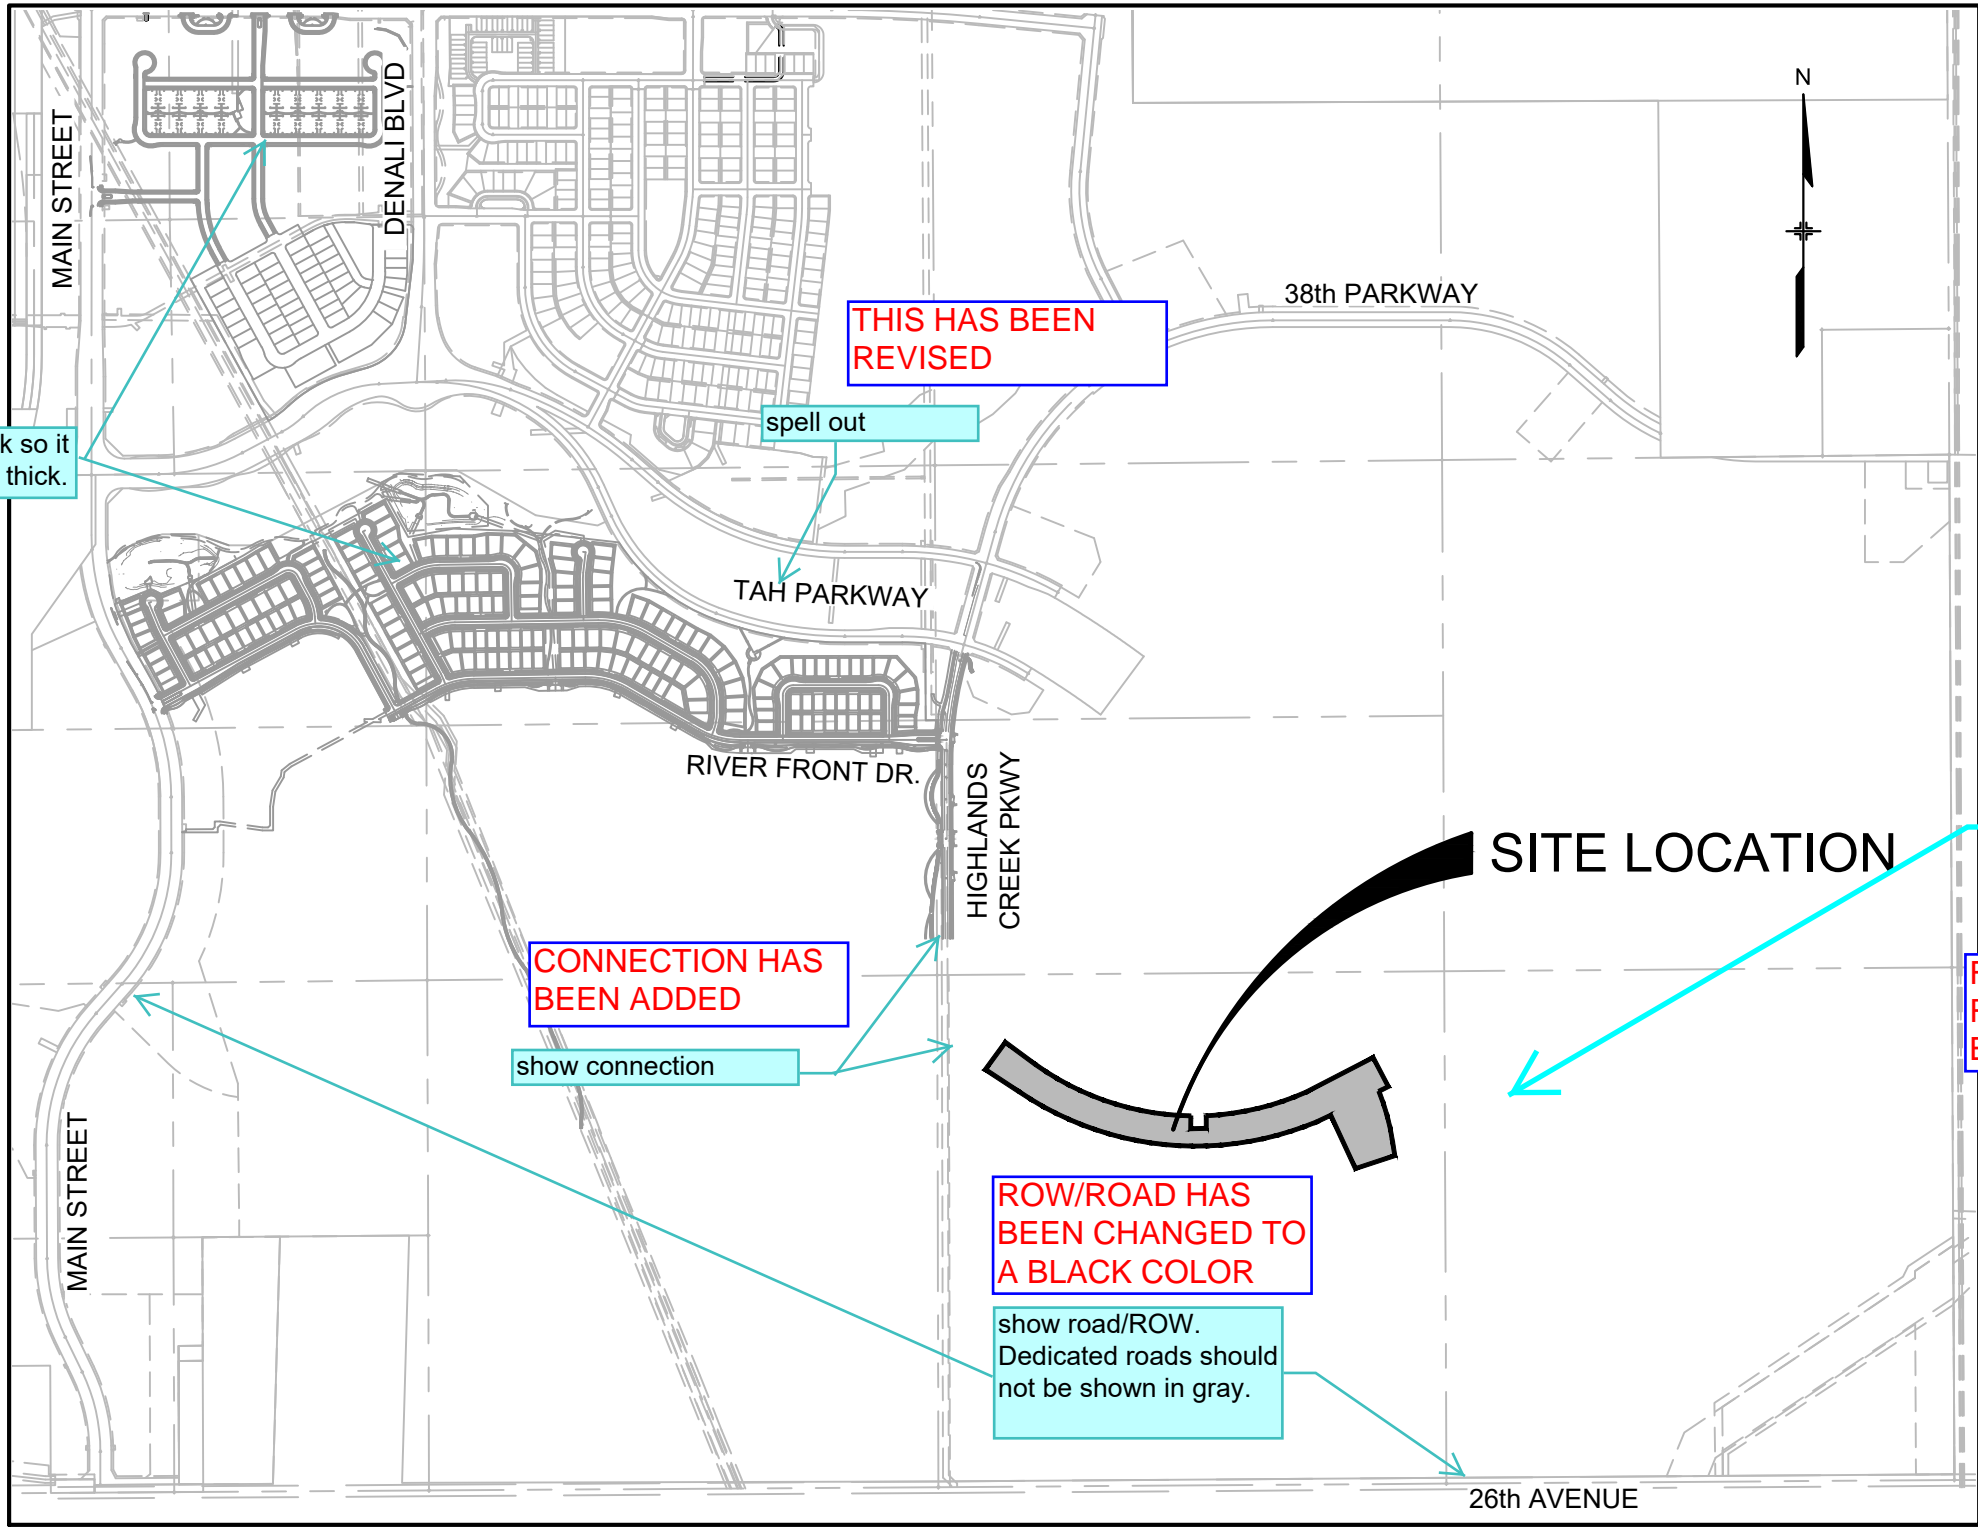 N
MAIN STREET
DENALI BLVD
38th PARKWAY
THIS HAS BEEN
REVISED
spell out
k so it
thick.
TAH PARKWAY
RIVER FRONT DR.
HIGHLANDS
CREEK PKWY
SITE LOCATION
CONNECTION HAS
BEEN ADDED
show connection
MAIN STREET
ROW/ROAD HAS
BEEN CHANGED TO
A BLACK COLOR
show road/ROW.
Dedicated roads should
not be shown in gray.
26th AVENUE